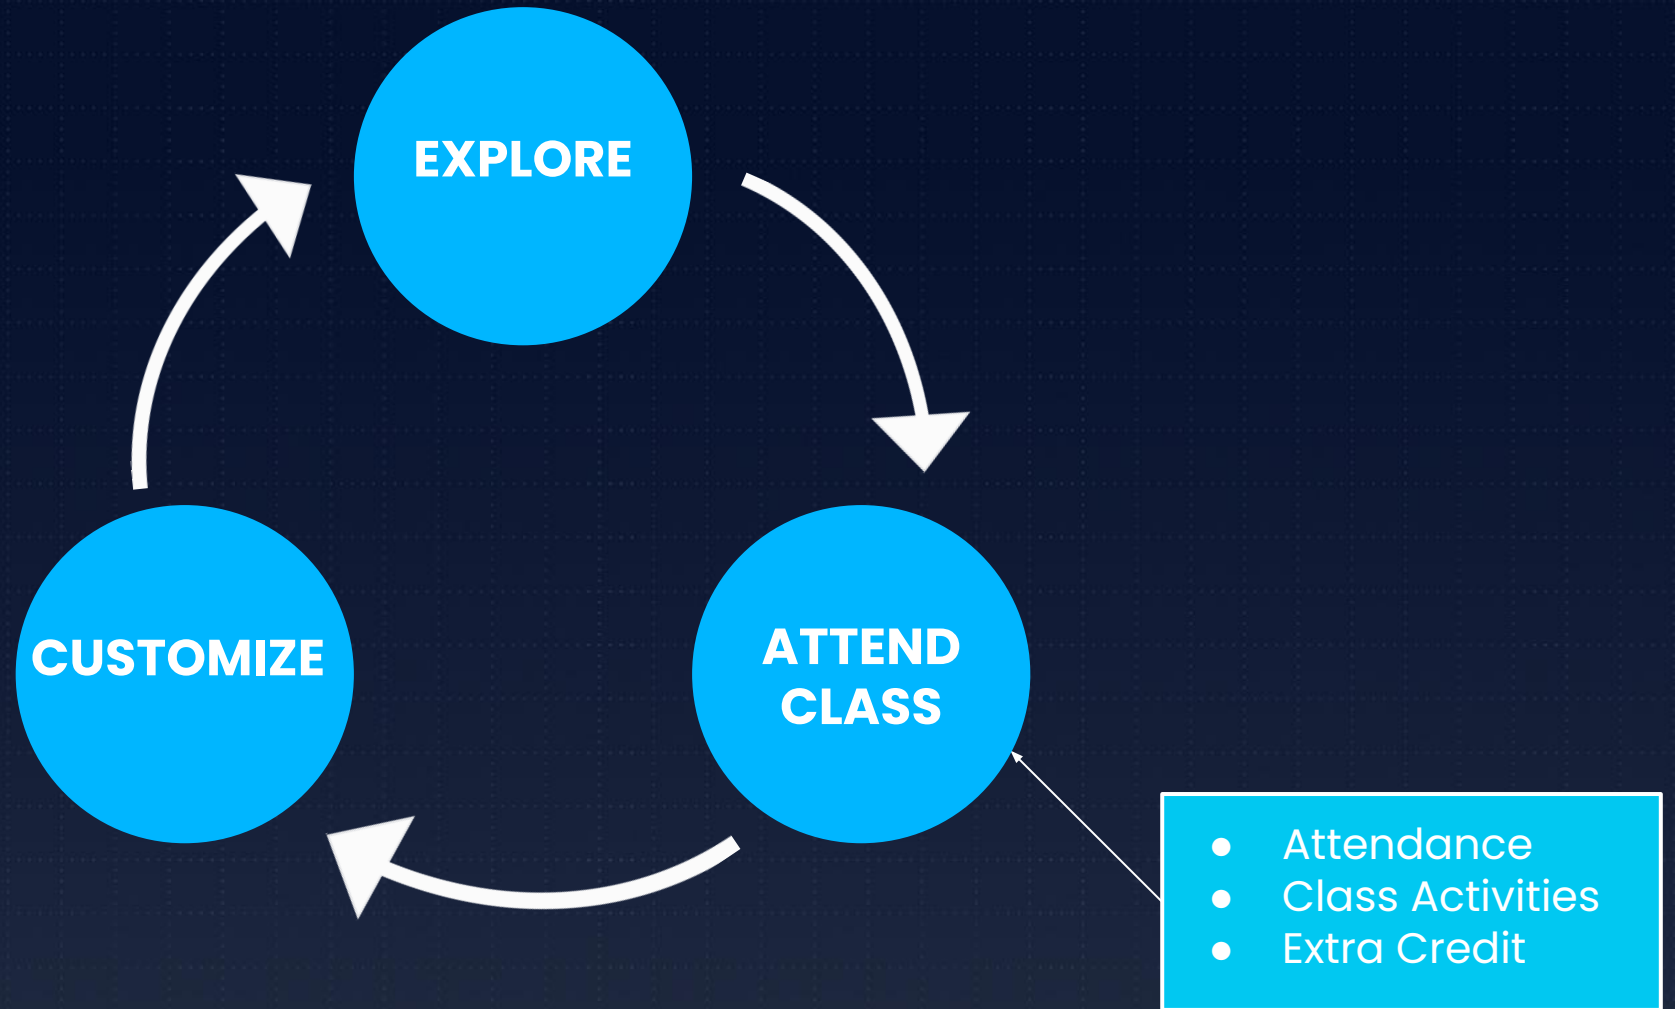 EXPLORE
CUSTOMIZE
ATTEND
CLASS
● Attendance
● Class Activities
● Extra Credit